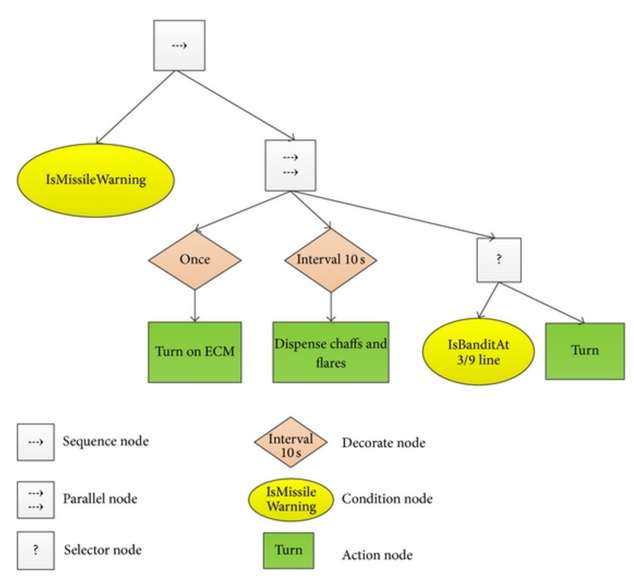 --→
IsMissileWarning
--→
--→
Once
Interval 10 s
?
Turn on ECM
Dispense chaffs and
flares
IsBanditAt
3/9 line
Turn
--→
Sequence node
Interval
10 s
Decorate node
--→
--→
Parallel node
IsMissile
Warning
Condition node
?
Selector node
Turn
Action node